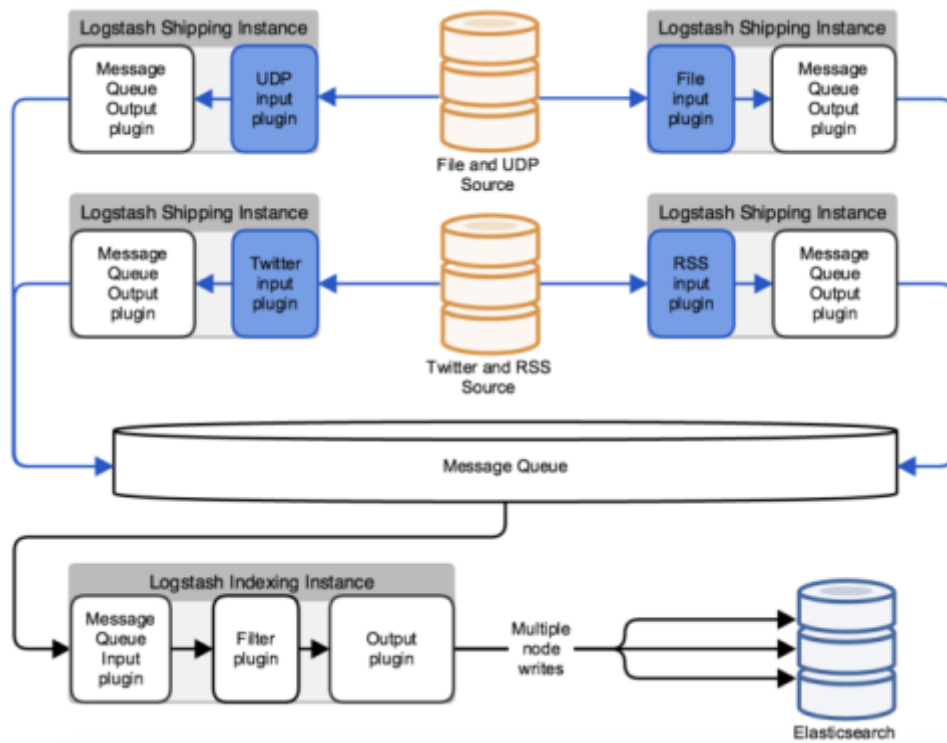 Logstash Shipping Instance
Message
Queue
Output
plugin
UDP
input
plugin
File and UDP
Source
Logstash Shipping Instance
File
input
plugin
Message
Queue
Output
plugin
Logstash Shipping Instance
Message
Queue
Output
plugin
Twitter
input
plugin
Twitter and RSS
Source
Logstash Shipping Instance
RSS
input
plugin
Message
Queue
Output
plugin
Message Queue
Logstash Indexing Instance
Message
Queue
Input
plugin
Filter
plugin
Output
plugin
Multiple
node
writes
Elasticsearch